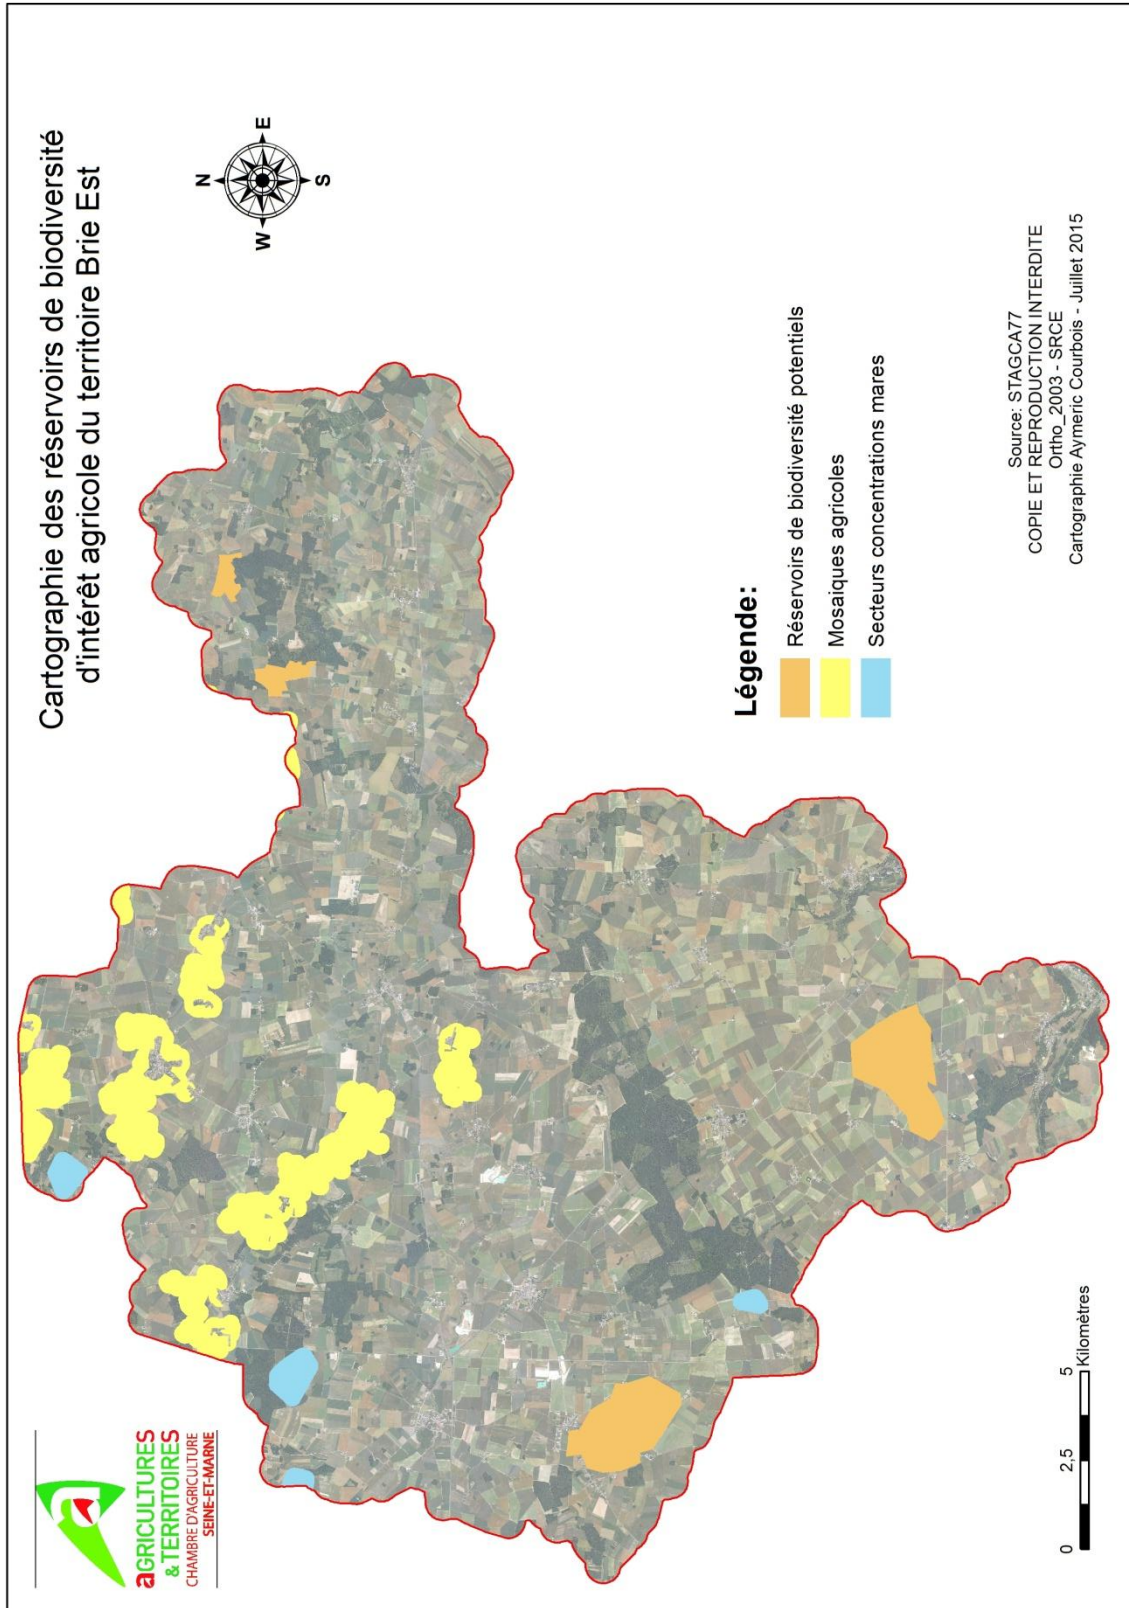 Cartographie des réservoirs de biodiversité
d'intérêt agricole du territoire Brie Est
N
W
E
S
aGRICULTURES
& TERRITOIRES
CHAMBRE D'AGRICULTURE
SEINE-ET-MARNE
Légende:
Réservoirs de biodiversité potentiels
Mosaiques agricoles
Secteurs concentrations mares
0
2,5
5
Kilomètres
Source: STAGCA77
COPIE ET REPRODUCTION INTERDITE
Ortho_2003 - SRCE
Cartographie Aymeric Courbois - Juillet 2015